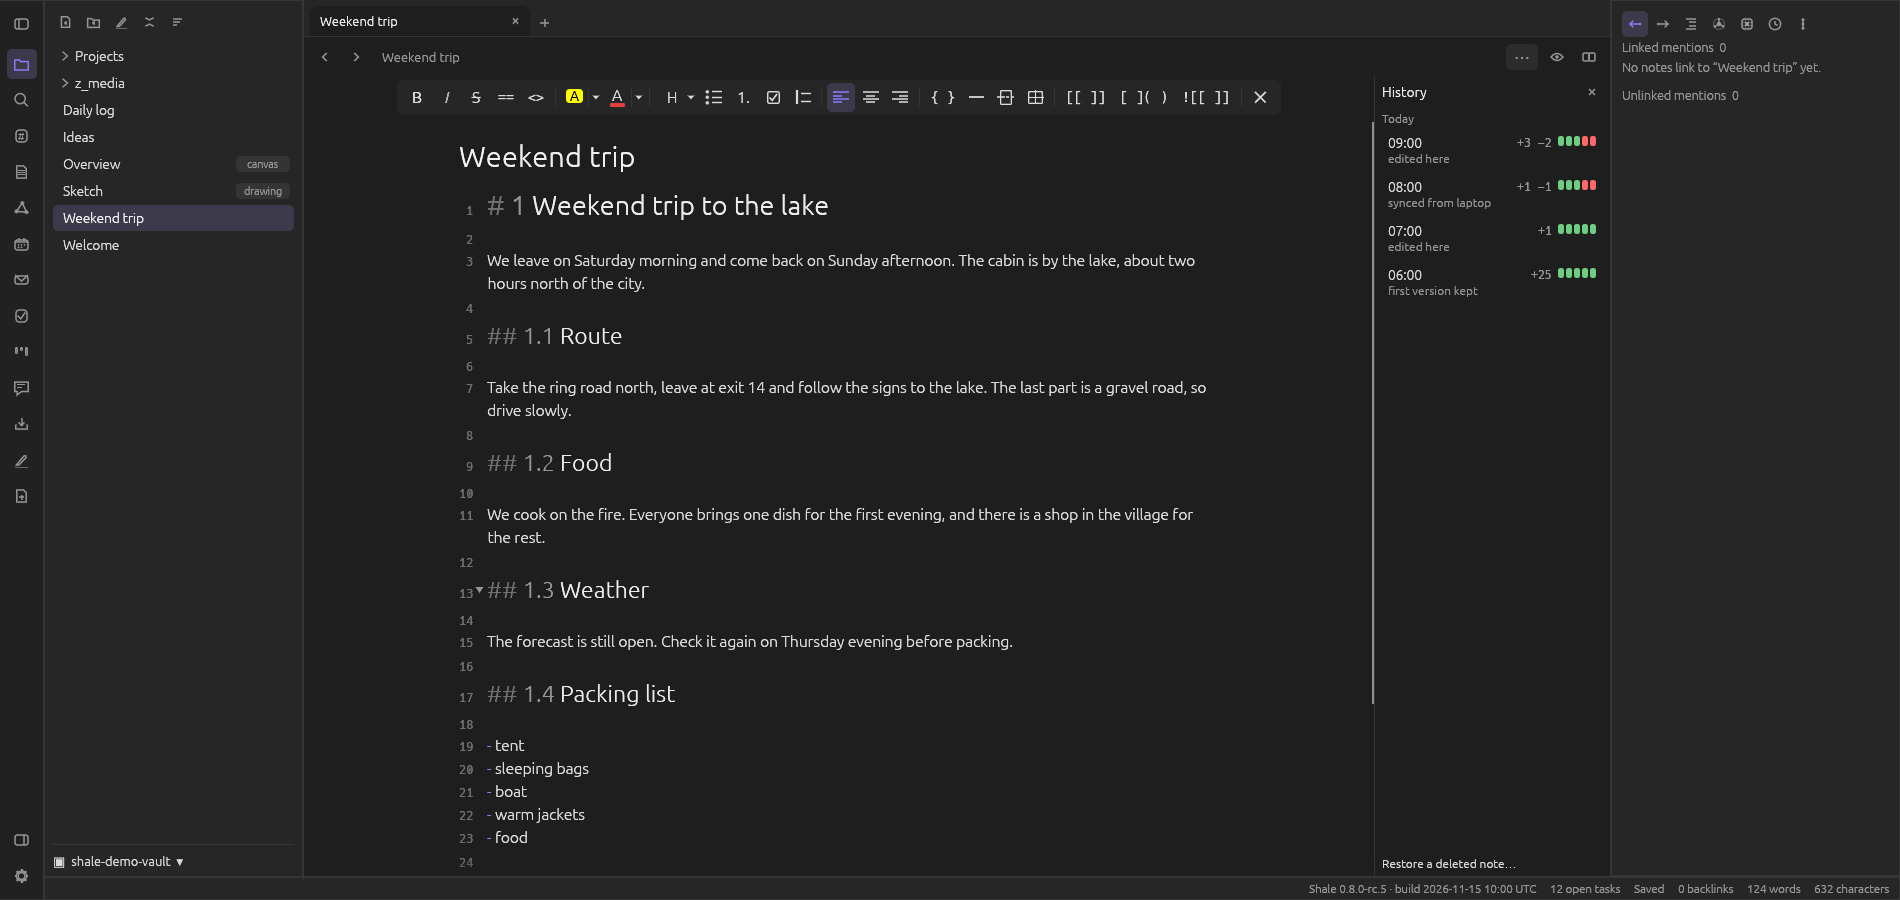 Weekend trip
Projects
z_media
Daily log
Ideas
Overview canvas
Sketch drawing
Weekend trip
Welcome
shale-demo-vault
Weekend trip
B I S == <> A A H 1. { } [[ ]] [ ]( ) ![[ ]]
Weekend trip
1 # 1 Weekend trip to the lake
2
3 We leave on Saturday morning and come back on Sunday afternoon. The cabin is by the lake, about two
hours north of the city.
4
5 ## 1.1 Route
6
7 Take the ring road north, leave at exit 14 and follow the signs to the lake. The last part is a gravel road, so
drive slowly.
8
9 ## 1.2 Food
10
11 We cook on the fire. Everyone brings one dish for the first evening, and there is a shop in the village for
the rest.
12
13 ## 1.3 Weather
14
15 The forecast is still open. Check it again on Thursday evening before packing.
16
17 ## 1.4 Packing list
18
19 - tent
20 - sleeping bags
21 - boat
22 - warm jackets
23 - food
24
History
Today
09:00 +3 −2
edited here
08:00 +1 −1
synced from laptop
07:00 +1
edited here
06:00 +25
first version kept
Restore a deleted note…
Linked mentions 0
No notes link to “Weekend trip” yet.
Unlinked mentions 0
Shale 0.8.0-rc.5 · build 2026-11-15 10:00 UTC 12 open tasks Saved 0 backlinks 124 words 632 characters